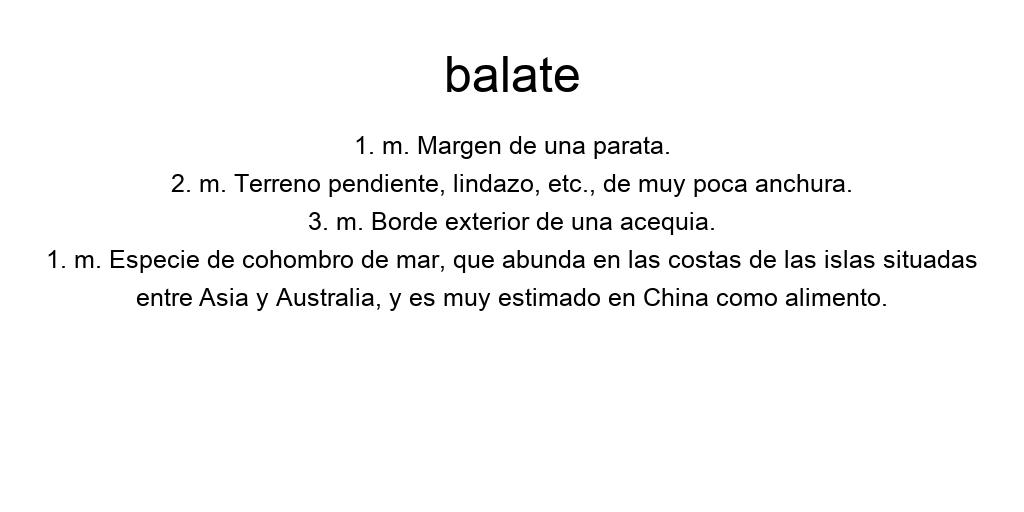 balate
1. m. Margen de una parata.
2. m. Terreno pendiente, lindazo, etc., de muy poca anchura.
3. m. Borde exterior de una acequia.
1. m. Especie de cohombro de mar, que abunda en las costas de las islas situadas
entre Asia y Australia, y es muy estimado en China como alimento.